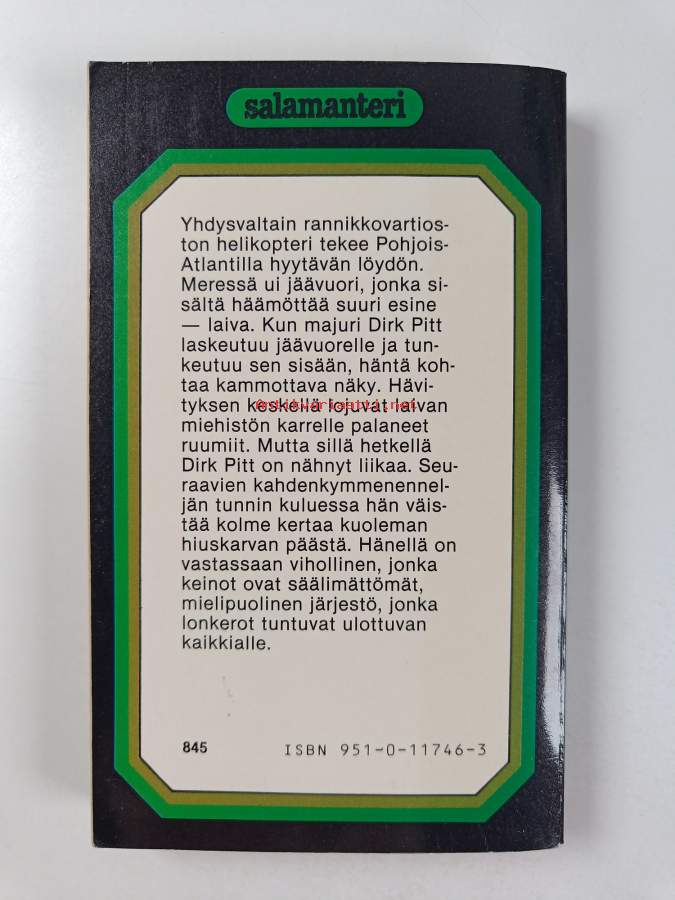 salamanteri
Yhdysvaltain rannikkovartios-
ton helikopteri tekee Pohjois-
Atlantilla hyytävän löydön.
Meressä ui jäävuori, jonka si-
sältä häämöttää suuri esine
— laiva. Kun majuri Dirk Pitt
laskeutuu jäävuorelle ja tun-
keutuu sen sisään, häntä koh-
taa kammottava näky. Hävi-
tyksen keskellä lojuvat laivan
Antikvariaatti.net
miehistön karrelle palaneet
ruumiit. Mutta sillä hetkellä
Dirk Pitt on nähnyt liikaa. Seu-
raavien kahdenkymmenennel-
jän tunnin kuluessa hän väis-
tää kolme kertaa kuoleman
hiuskarvan päästä. Hänellä on
vastassaan vihollinen, jonka
keinot ovat säälimättömät,
mielipuolinen järjestö, jonka
lonkerot tuntuvat ulottuvan
kaikkialle.
845 ISBN 951-0-11746-3